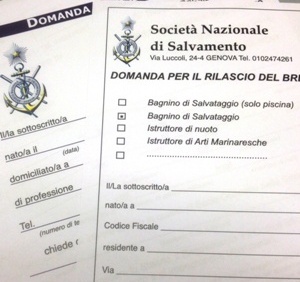 DOMANDA
Il/la sottoscritto/a
nato/a il
(data)
domiciliato/a a
di professione
Tel.
(numero di te
chiede
Società Nazionale
di Salvamento
Via Luccoli, 24-4 GENOVA Tel. 0102474261
DOMANDA PER IL RILASCIO DEL BRE
Bagnino di Salvataggio (solo piscina)
Bagnino di Salvataggio
Istruttore di nuoto
Istruttore di Arti Marinaresche
Il/La sottoscritto/a
nato/a a
Codice Fiscale
residente a
Via